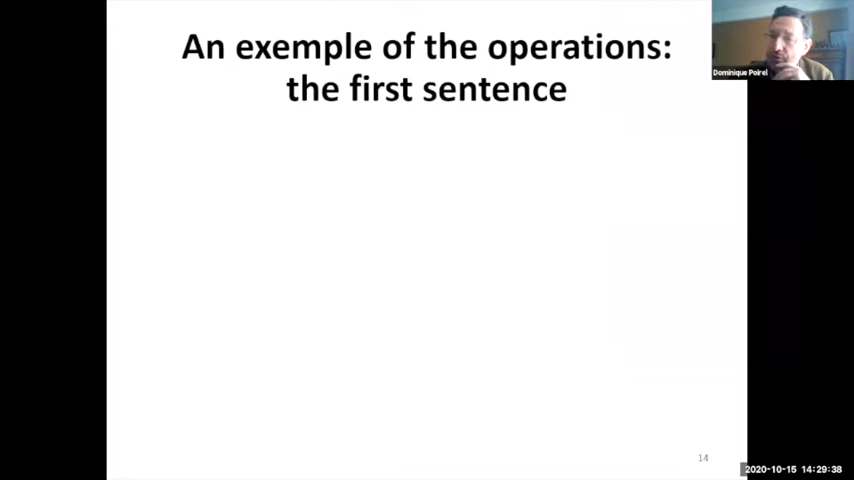 An exemple of the operations:
the first sentence
Dominique Poirel
14
2020-10-15 14:29:38